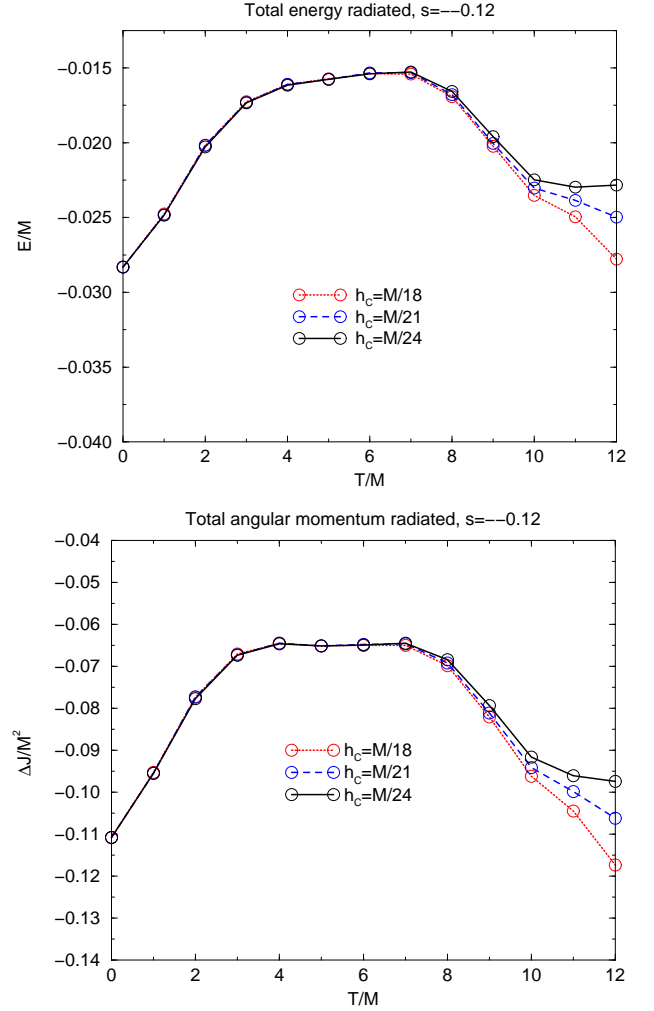 Total energy radiated, s=−−0.12
−0.015
−0.020
−0.025
−0.030
−0.035
−0.040
E/M
h_C=M/18
h_C=M/21
h_C=M/24
0 2 4 6 8 10 12
T/M
Total angular momentum radiated, s=−−0.12
−0.04
−0.05
−0.06
−0.07
−0.08
−0.09
−0.10
−0.11
−0.12
−0.13
−0.14
ΔJ/M²
h_C=M/18
h_C=M/21
h_C=M/24
0 2 4 6 8 10 12
T/M